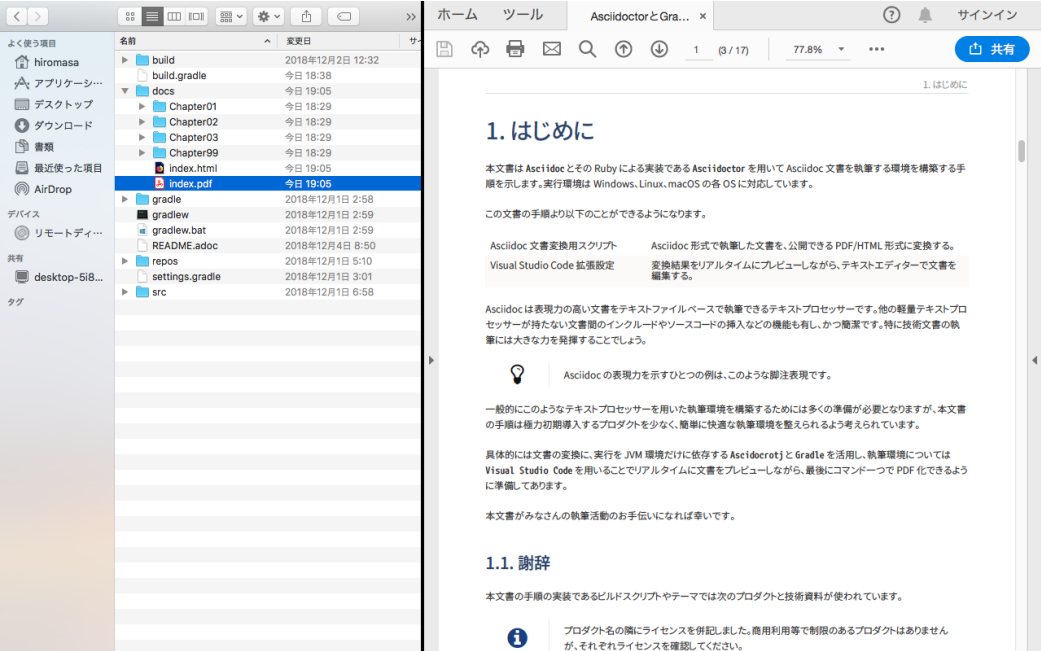 よく使う項目
hiromasa
アプリケーシ…
デスクトップ
ダウンロード
書類
最近使った項目
AirDrop
デバイス
リモートディ…
共有
desktop-5i8...
タグ
名前 変更日 サイ
build 2018年12月2日 12:32
build.gradle 今日 18:38
docs 今日 19:05
Chapter01 今日 18:29
Chapter02 今日 18:29
Chapter03 今日 18:29
Chapter99 今日 18:29
index.html 今日 19:05
index.pdf 今日 19:05
gradle 2018年12月1日 2:58
gradlew 2018年12月1日 2:59
gradlew.bat 2018年12月1日 2:59
README.adoc 2018年12月4日 8:50
repos 2018年12月1日 5:10
settings.gradle 2018年12月1日 3:01
src 2018年12月1日 6:58
ホーム ツール AsciidoctorとGra... × サインイン
1 (3 / 17) 77.8% 共有
1. はじめに
1. はじめに
本文書は Asciidoc とその Ruby による実装である Asciidoctor を用いて Asciidoc 文書を執筆する環境を構築する手
順を示します。実行環境は Windows、Linux、macOS の各 OS に対応しています。
この文書の手順より以下のことができるようになります。
Asciidoc 文書変換用スクリプト Asciidoc 形式で執筆した文書を、公開できる PDF/HTML 形式に変換する。
Visual Studio Code 拡張設定 変換結果をリアルタイムにプレビューしながら、テキストエディターで文書を
編集する。
Asciidoc は表現力の高い文書をテキストファイルベースで執筆できるテキストプロセッサーです。他の軽量テキストプロ
セッサーが持たない文書間のインクルードやソースコードの挿入などの機能も有し、かつ簡潔です。特に技術文書の執
筆には大きな力を発揮することでしょう。
Asciidoc の表現力を示すひとつの例は、このような脚注表現です。
一般的にこのようなテキストプロセッサーを用いた執筆環境を構築するためには多くの準備が必要となりますが、本文書
の手順は極力初期導入するプロダクトを少なく、簡単に快適な執筆環境を整えられるよう考えられています。
具体的には文書の変換に、実行を JVM 環境だけに依存する Ascidocrotj と Gradle を活用し、執筆環境については
Visual Studio Code を用いることでリアルタイムに文書をプレビューしながら、最後にコマンド一つで PDF 化できるよう
に準備してあります。
本文書がみなさんの執筆活動のお手伝いになれば幸いです。
1.1. 謝辞
本文書の手順の実装であるビルドスクリプトやテーマでは次のプロダクトと技術資料が使われています。
プロダクト名の隣にライセンスを併記しました。商用利用等で制限のあるプロダクトはありません
が、それぞれライセンスを確認してください。